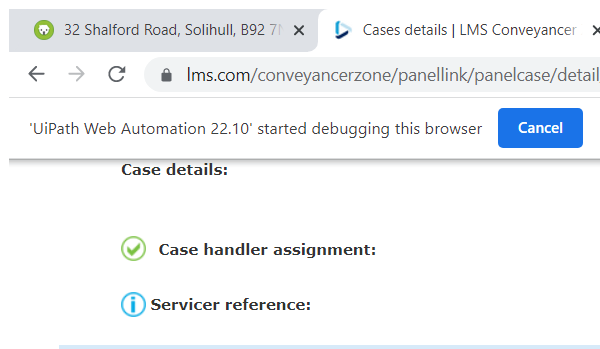 32 Shalford Road, Solihull, B92
Cases details | LMS Conveyancer
lms.com/conveyancerzone/panellink/panelcase/detail
'UiPath Web Automation 22.10' started debugging this browser
Cancel
Case details:
Case handler assignment:
Servicer reference: